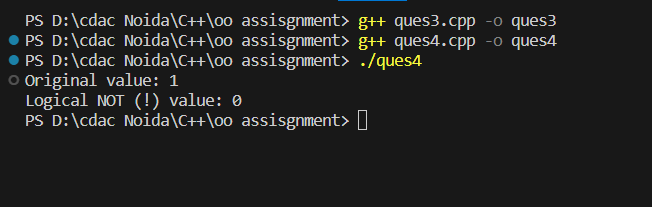 PS D:\cdac Noida\C++\oo assisgnment> g++ ques3.cpp -o ques3
PS D:\cdac Noida\C++\oo assisgnment> g++ ques4.cpp -o ques4
PS D:\cdac Noida\C++\oo assisgnment> ./ques4
Original value: 1
Logical NOT (!) value: 0
PS D:\cdac Noida\C++\oo assisgnment>